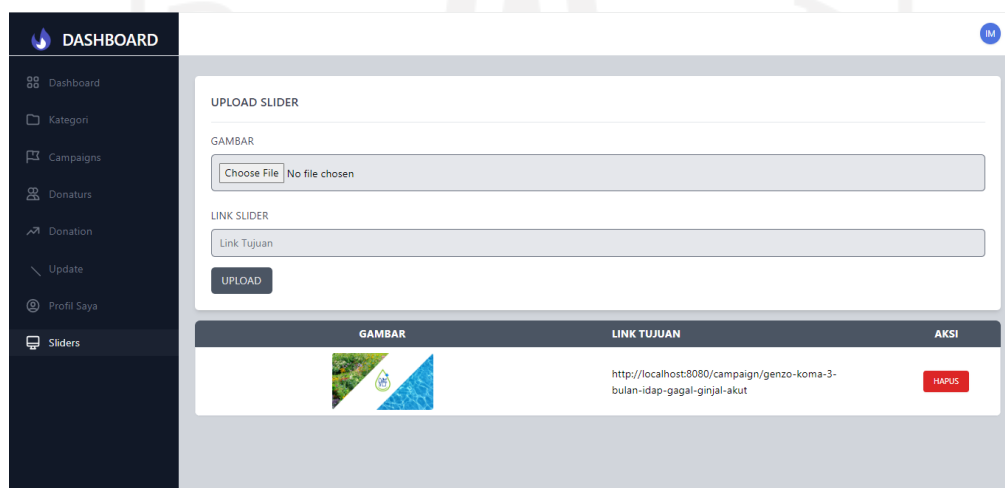 DASHBOARD
IM
Dashboard
Kategori
Campaigns
Donaturs
Donation
Update
Profil Saya
Sliders
UPLOAD SLIDER
GAMBAR
Choose File No file chosen
LINK SLIDER
Link Tujuan
UPLOAD
GAMBAR LINK TUJUAN AKSI
http://localhost:8080/campaign/genzo-koma-3-
bulan-idap-gagal-ginjal-akut
HAPUS